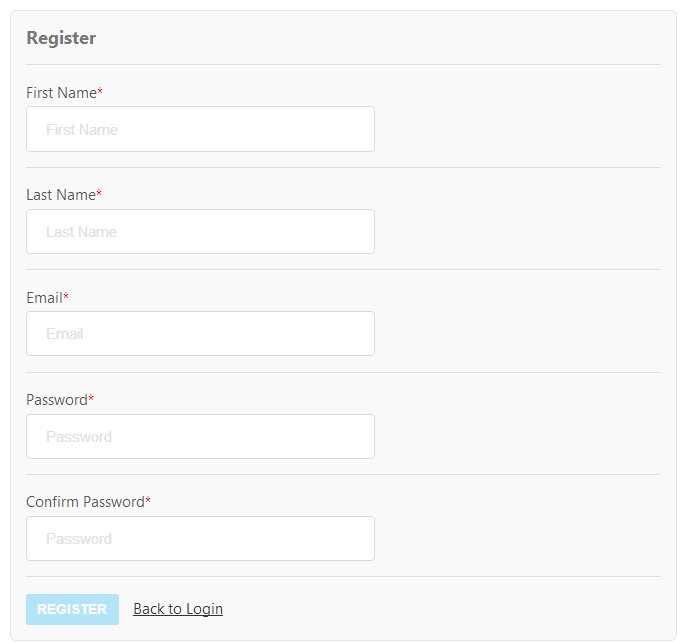 Register
First Name*
First Name
Last Name*
Last Name
Email*
Email
Password*
Password
Confirm Password*
Password
REGISTER Back to Login